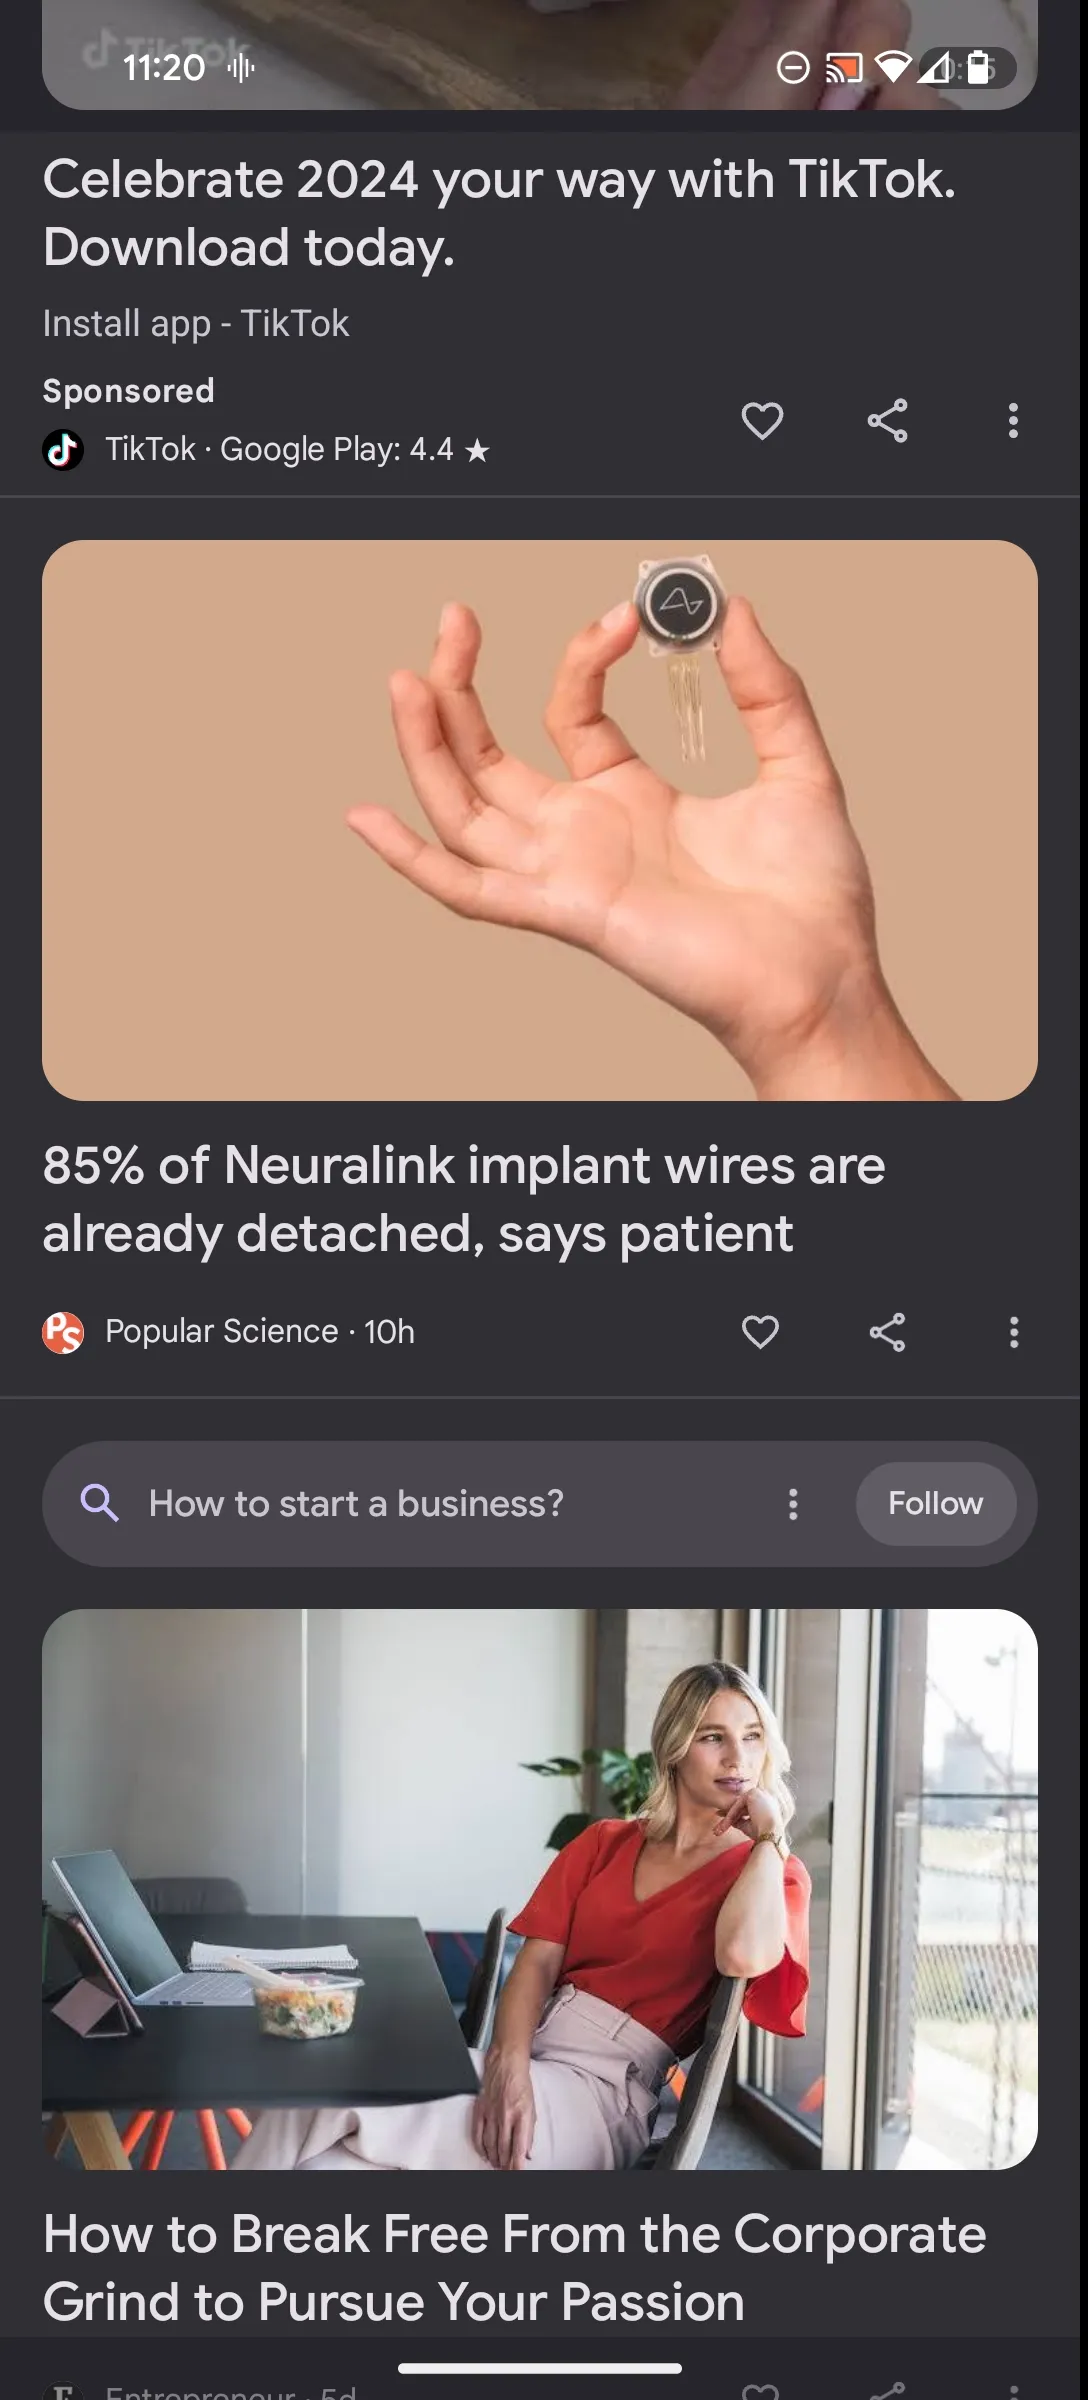 TikTok
11:20
Celebrate 2024 your way with TikTok.
Download today.
Install app - TikTok
Sponsored
TikTok · Google Play: 4.4 ★
85% of Neuralink implant wires are
already detached, says patient
PS
Popular Science · 10h
How to start a business?
Follow
How to Break Free From the Corporate
Grind to Pursue Your Passion
E
Entrepreneur · 5d